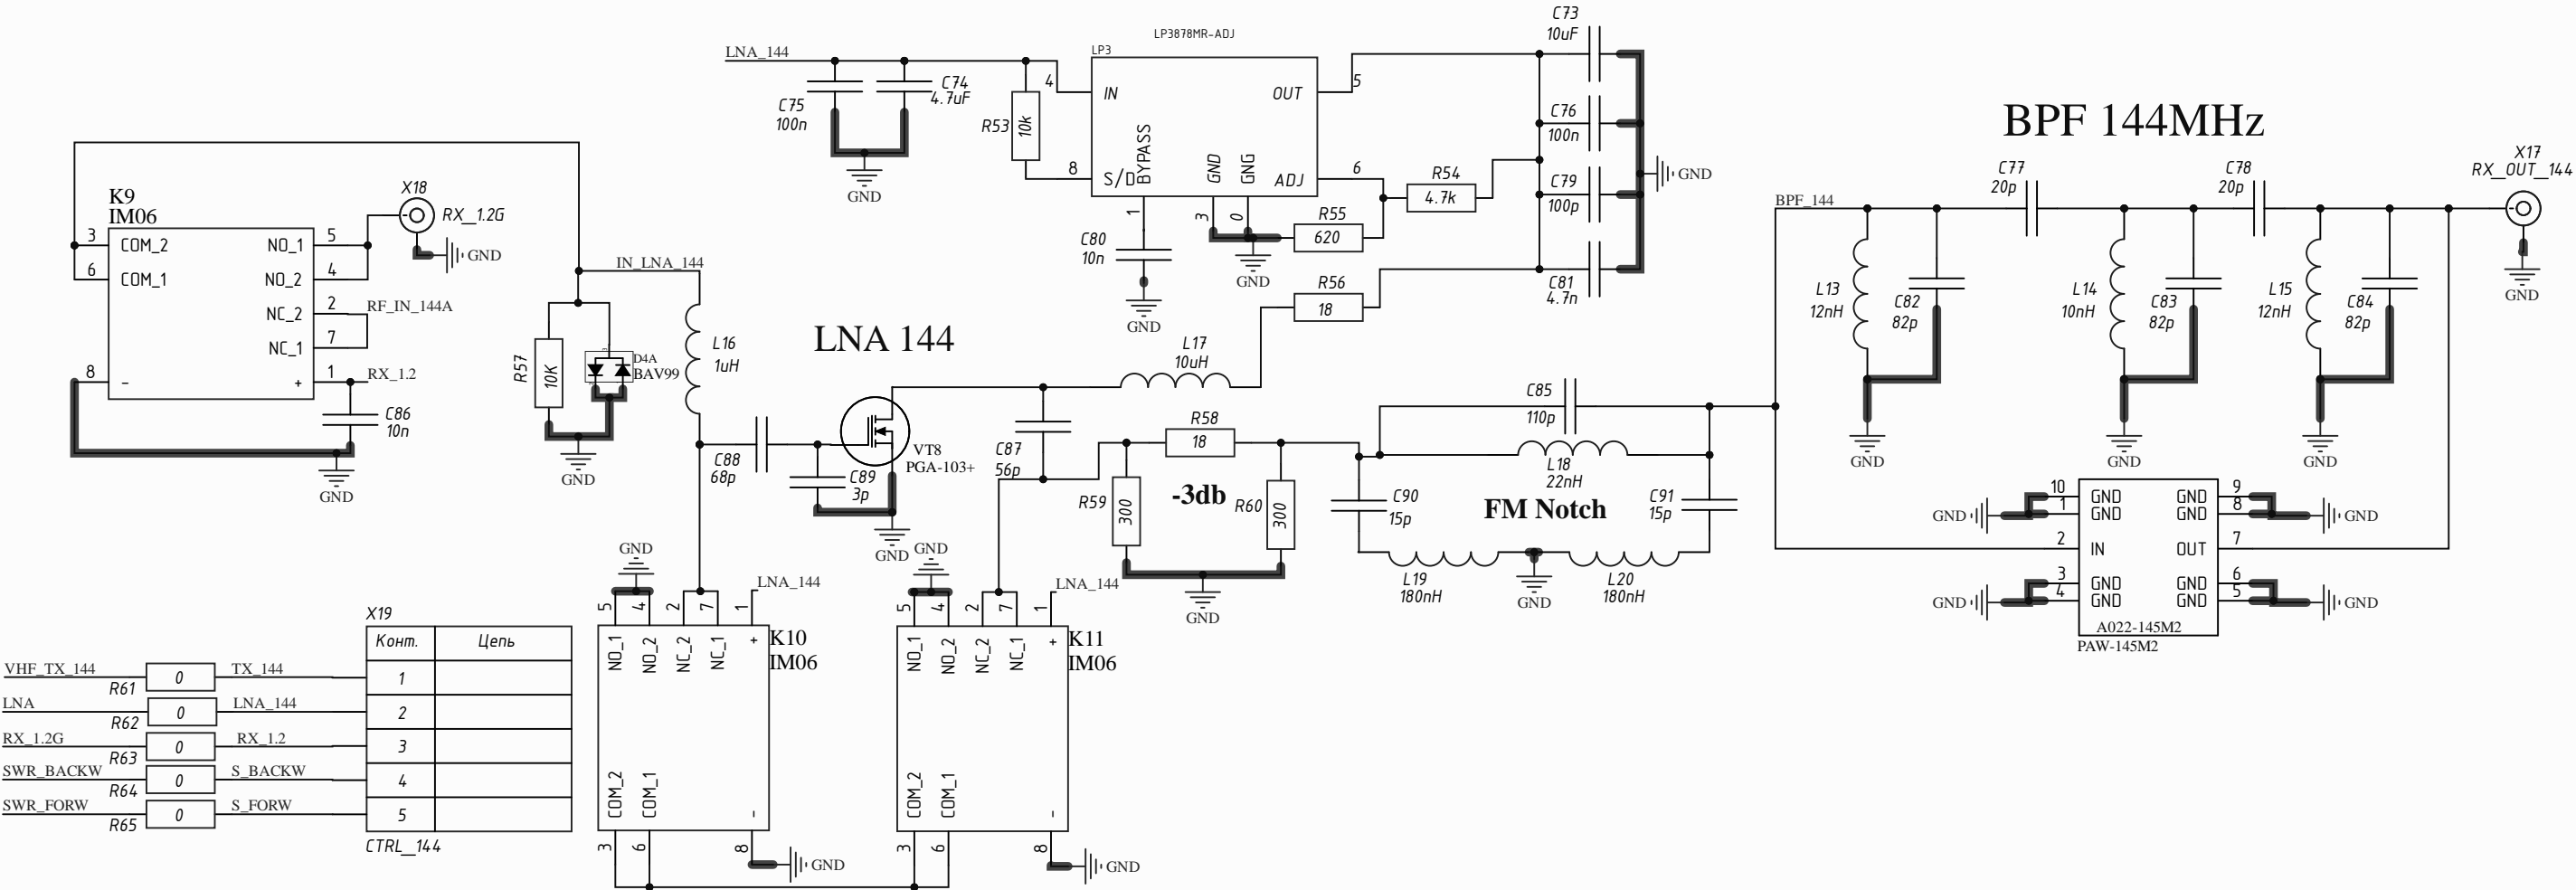 LNA_144
LP3878MR-ADJ
LP3
C75
100n
C74
4.7uF
R53
10k
4
IN
8
S/D
BYPASS
1
GND
3
GNG
0
OUT
5
ADJ
6
C80
10n
GND
GND
GND
R55
620
R54
4.7k
R56
18
C73
10uF
C76
100n
C79
100p
C81
4.7n
GND
K9
IM06
3
COM_2
6
COM_1
8
-
NO_1
5
NO_2
4
NC_2
2
NC_1
7
+
1
X18
RX_1.2G
GND
RF_IN_144A
RX_1.2
C86
10n
GND
IN_LNA_144
R57
10K
D4A
BAV99
3
GND
L16
1uH
LNA 144
C88
68p
C89
3p
VT8
PGA-103+
GND
L17
10uH
C87
56p
R58
18
R59
300
-3db
R60
300
GND
C85
110p
L18
22nH
C90
15p
FM Notch
C91
15p
L19
180nH
GND
L20
180nH
BPF 144MHz
BPF_144
C77
20p
C78
20p
X17
RX_OUT_144
GND
L13
12nH
C82
82p
L14
10nH
C83
82p
L15
12nH
C84
82p
GND
GND
GND
GND
10
GND
1
GND
2
IN
3
GND
4
GND
GND
GND
9
GND
8
OUT
7
GND
6
GND
5
GND
GND
A022-145M2
PAW-145M2
X19
Конт.
Цепь
VHF_TX_144
R61
0
TX_144
1
LNA
R62
0
LNA_144
2
RX_1.2G
R63
0
RX_1.2
3
SWR_BACKW
R64
0
S_BACKW
4
SWR_FORW
R65
0
S_FORW
5
CTRL_144
GND
5
4
2
7
1
LNA_144
NO_1
NO_2
NC_2
NC_1
+
K10
IM06
COM_2
COM_1
-
3
6
8
GND
GND
5
4
2
7
1
LNA_144
NO_1
NO_2
NC_2
NC_1
+
K11
IM06
COM_2
COM_1
-
3
6
8
GND